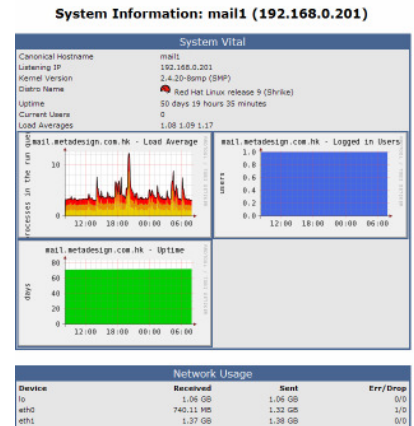 System Information: mail1 (192.168.0.201)
System Vital
Canonical Hostname mail1
Listening IP 192.168.0.201
Kernel Version 2.4.20-8smp (SMP)
Distro Name Red Hat Linux release 9 (Shrike)
Uptime 50 days 19 hours 35 minutes
Current Users 0
Load Averages 1.08 1.09 1.17
mail.metadesign.com.hk - Load Average
rocesses in the run que
10
0
12:00 18:00 00:00 06:00
mail.metadesign.com.hk - Logged in Users
users
1.0
0.8
0.6
0.4
0.2
0.0
12:00 18:00 00:00 06:00
mail.metadesign.com.hk - Uptime
days
80
60
40
20
0
12:00 18:00 00:00 06:00
Network Usage
Device Received Sent Err/Drop
lo 1.06 GB 1.06 GB 0/0
eth0 740.11 MB 1.32 GB 1/0
eth1 1.37 GB 1.38 GB 0/0